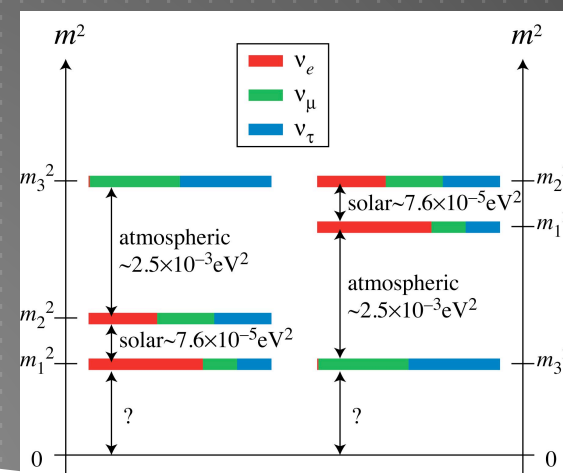 m² m²
νe
νμ
ντ
m₃² m₂
solar~7.6×10⁻⁵eV²
m₁
atmospheric
~2.5×10⁻³eV²
atmospheric
~2.5×10⁻³eV²
m₂²
solar~7.6×10⁻⁵eV²
m₁² m₃
? ?
0 0